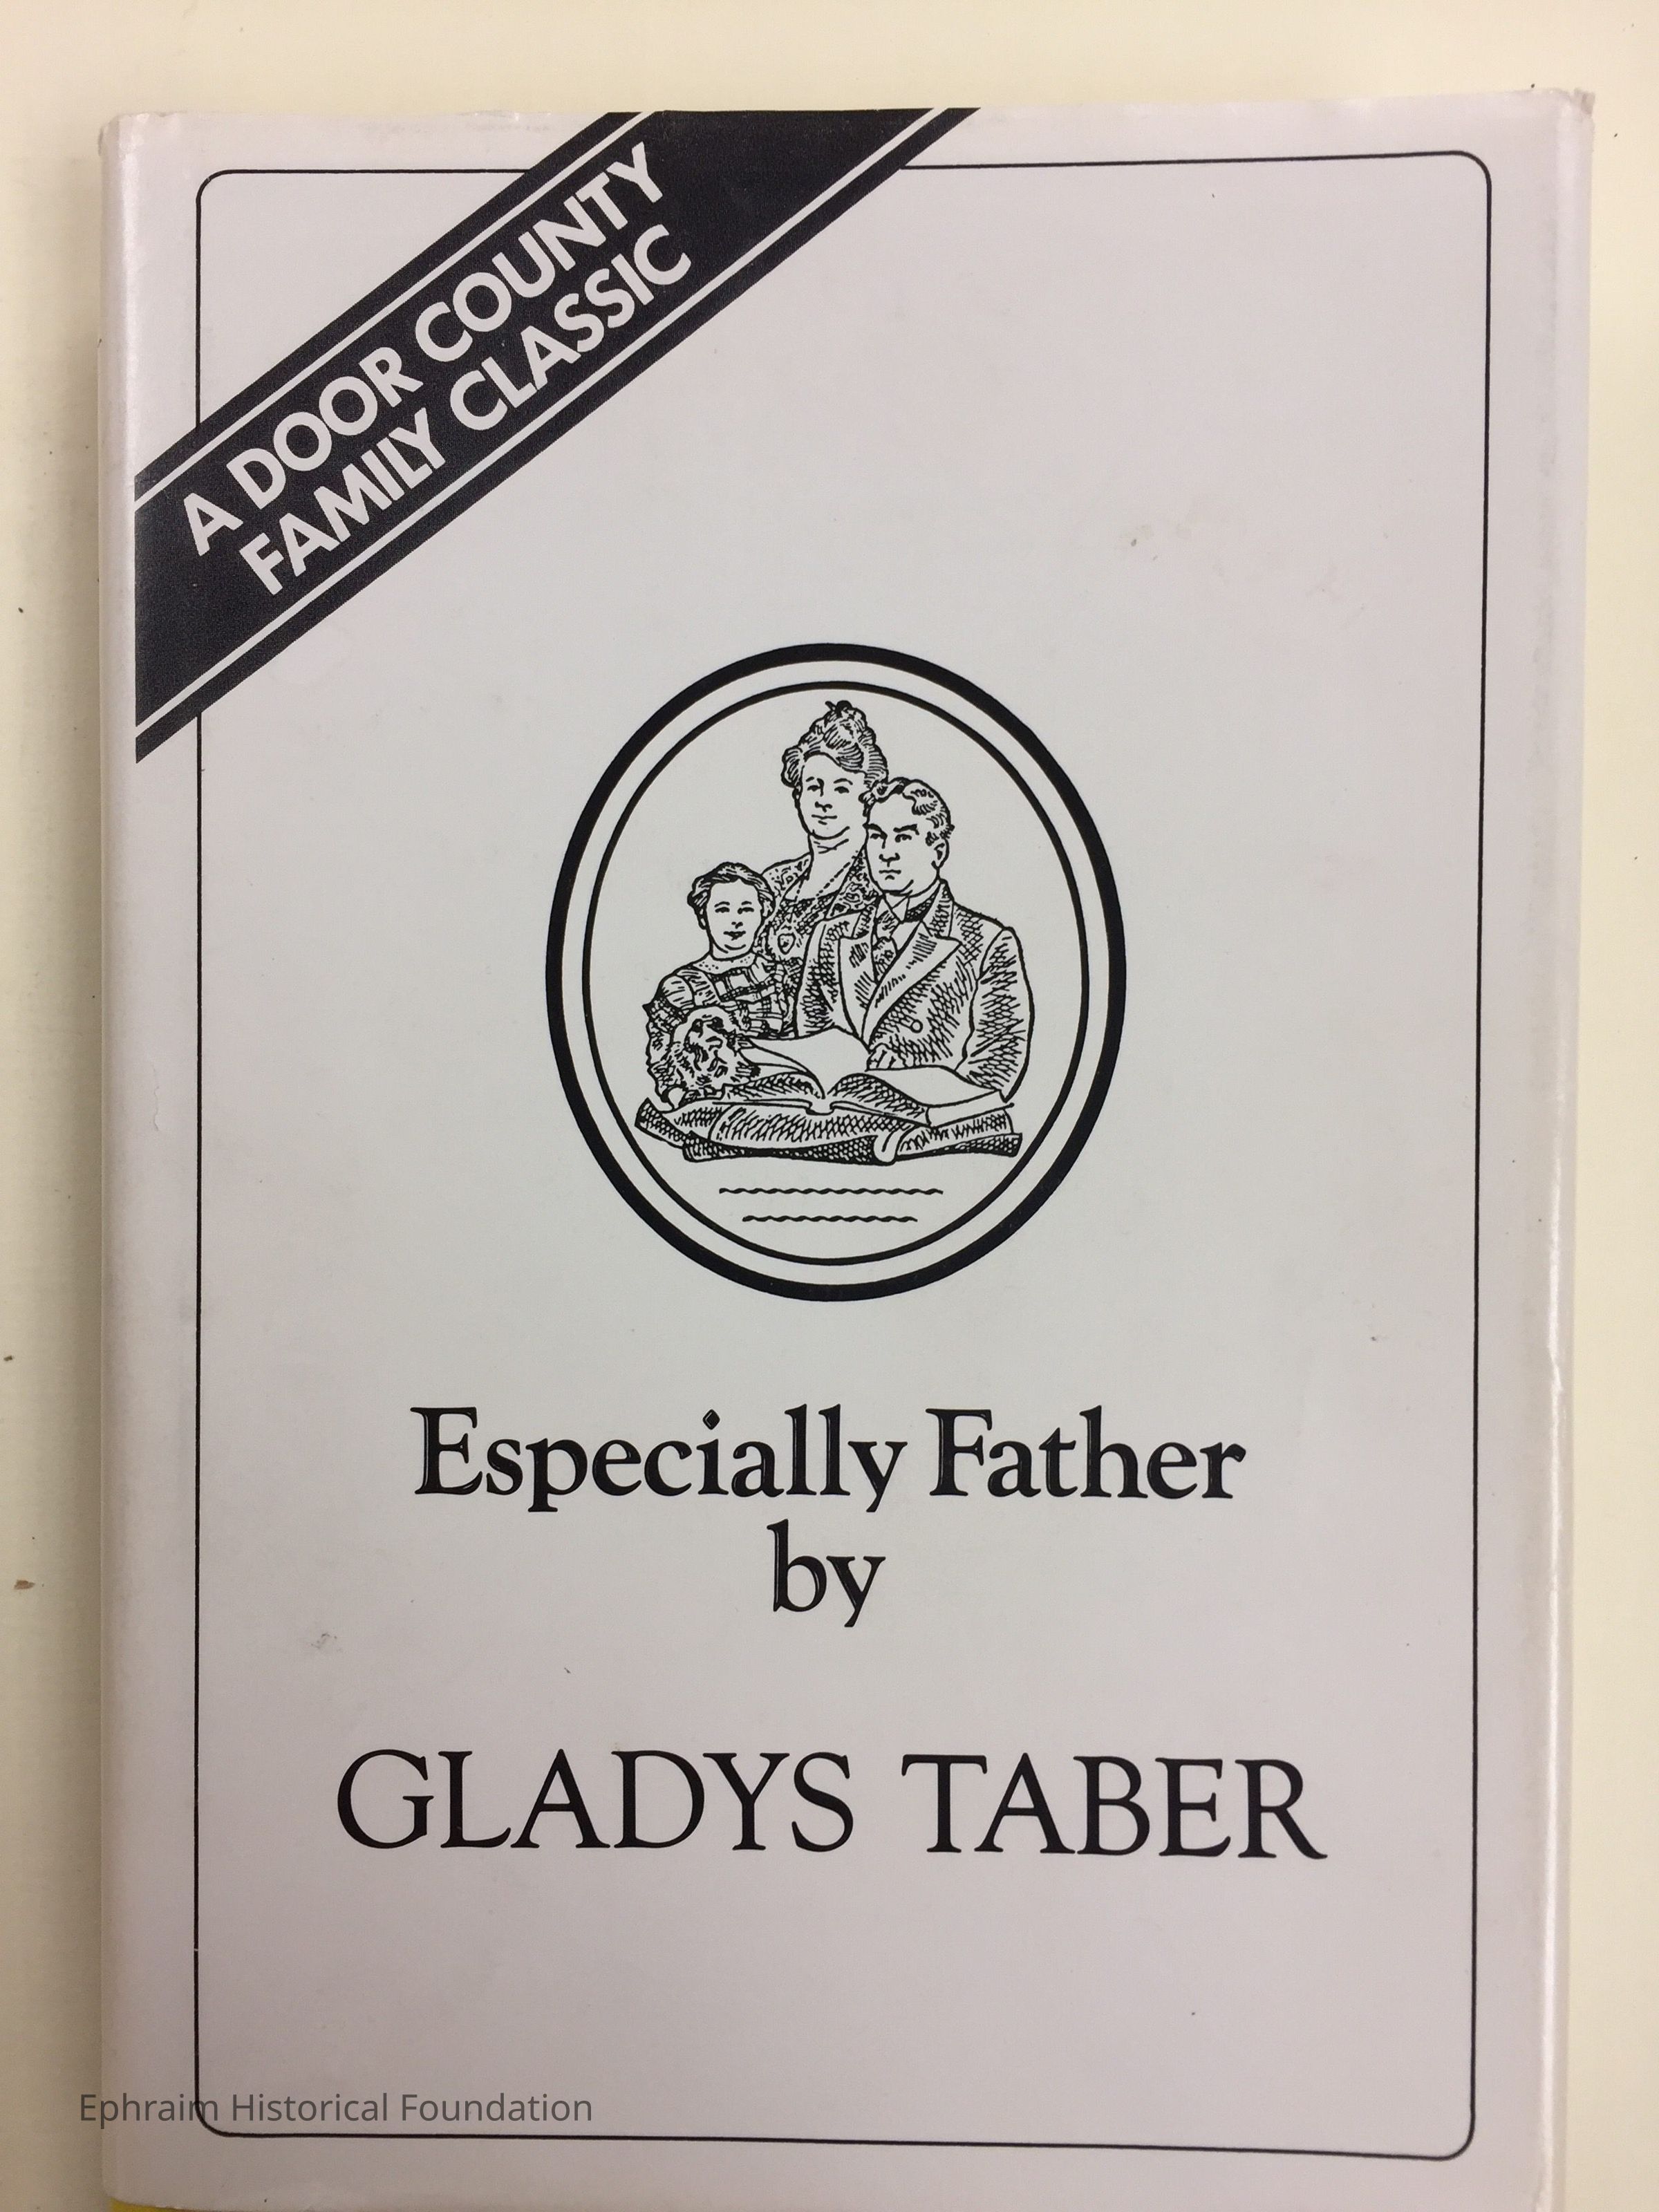 A DOOR COUNTY
FAMILY CLASSIC
Especially Father
by
GLADYS TABER
Ephraim Historical Foundation